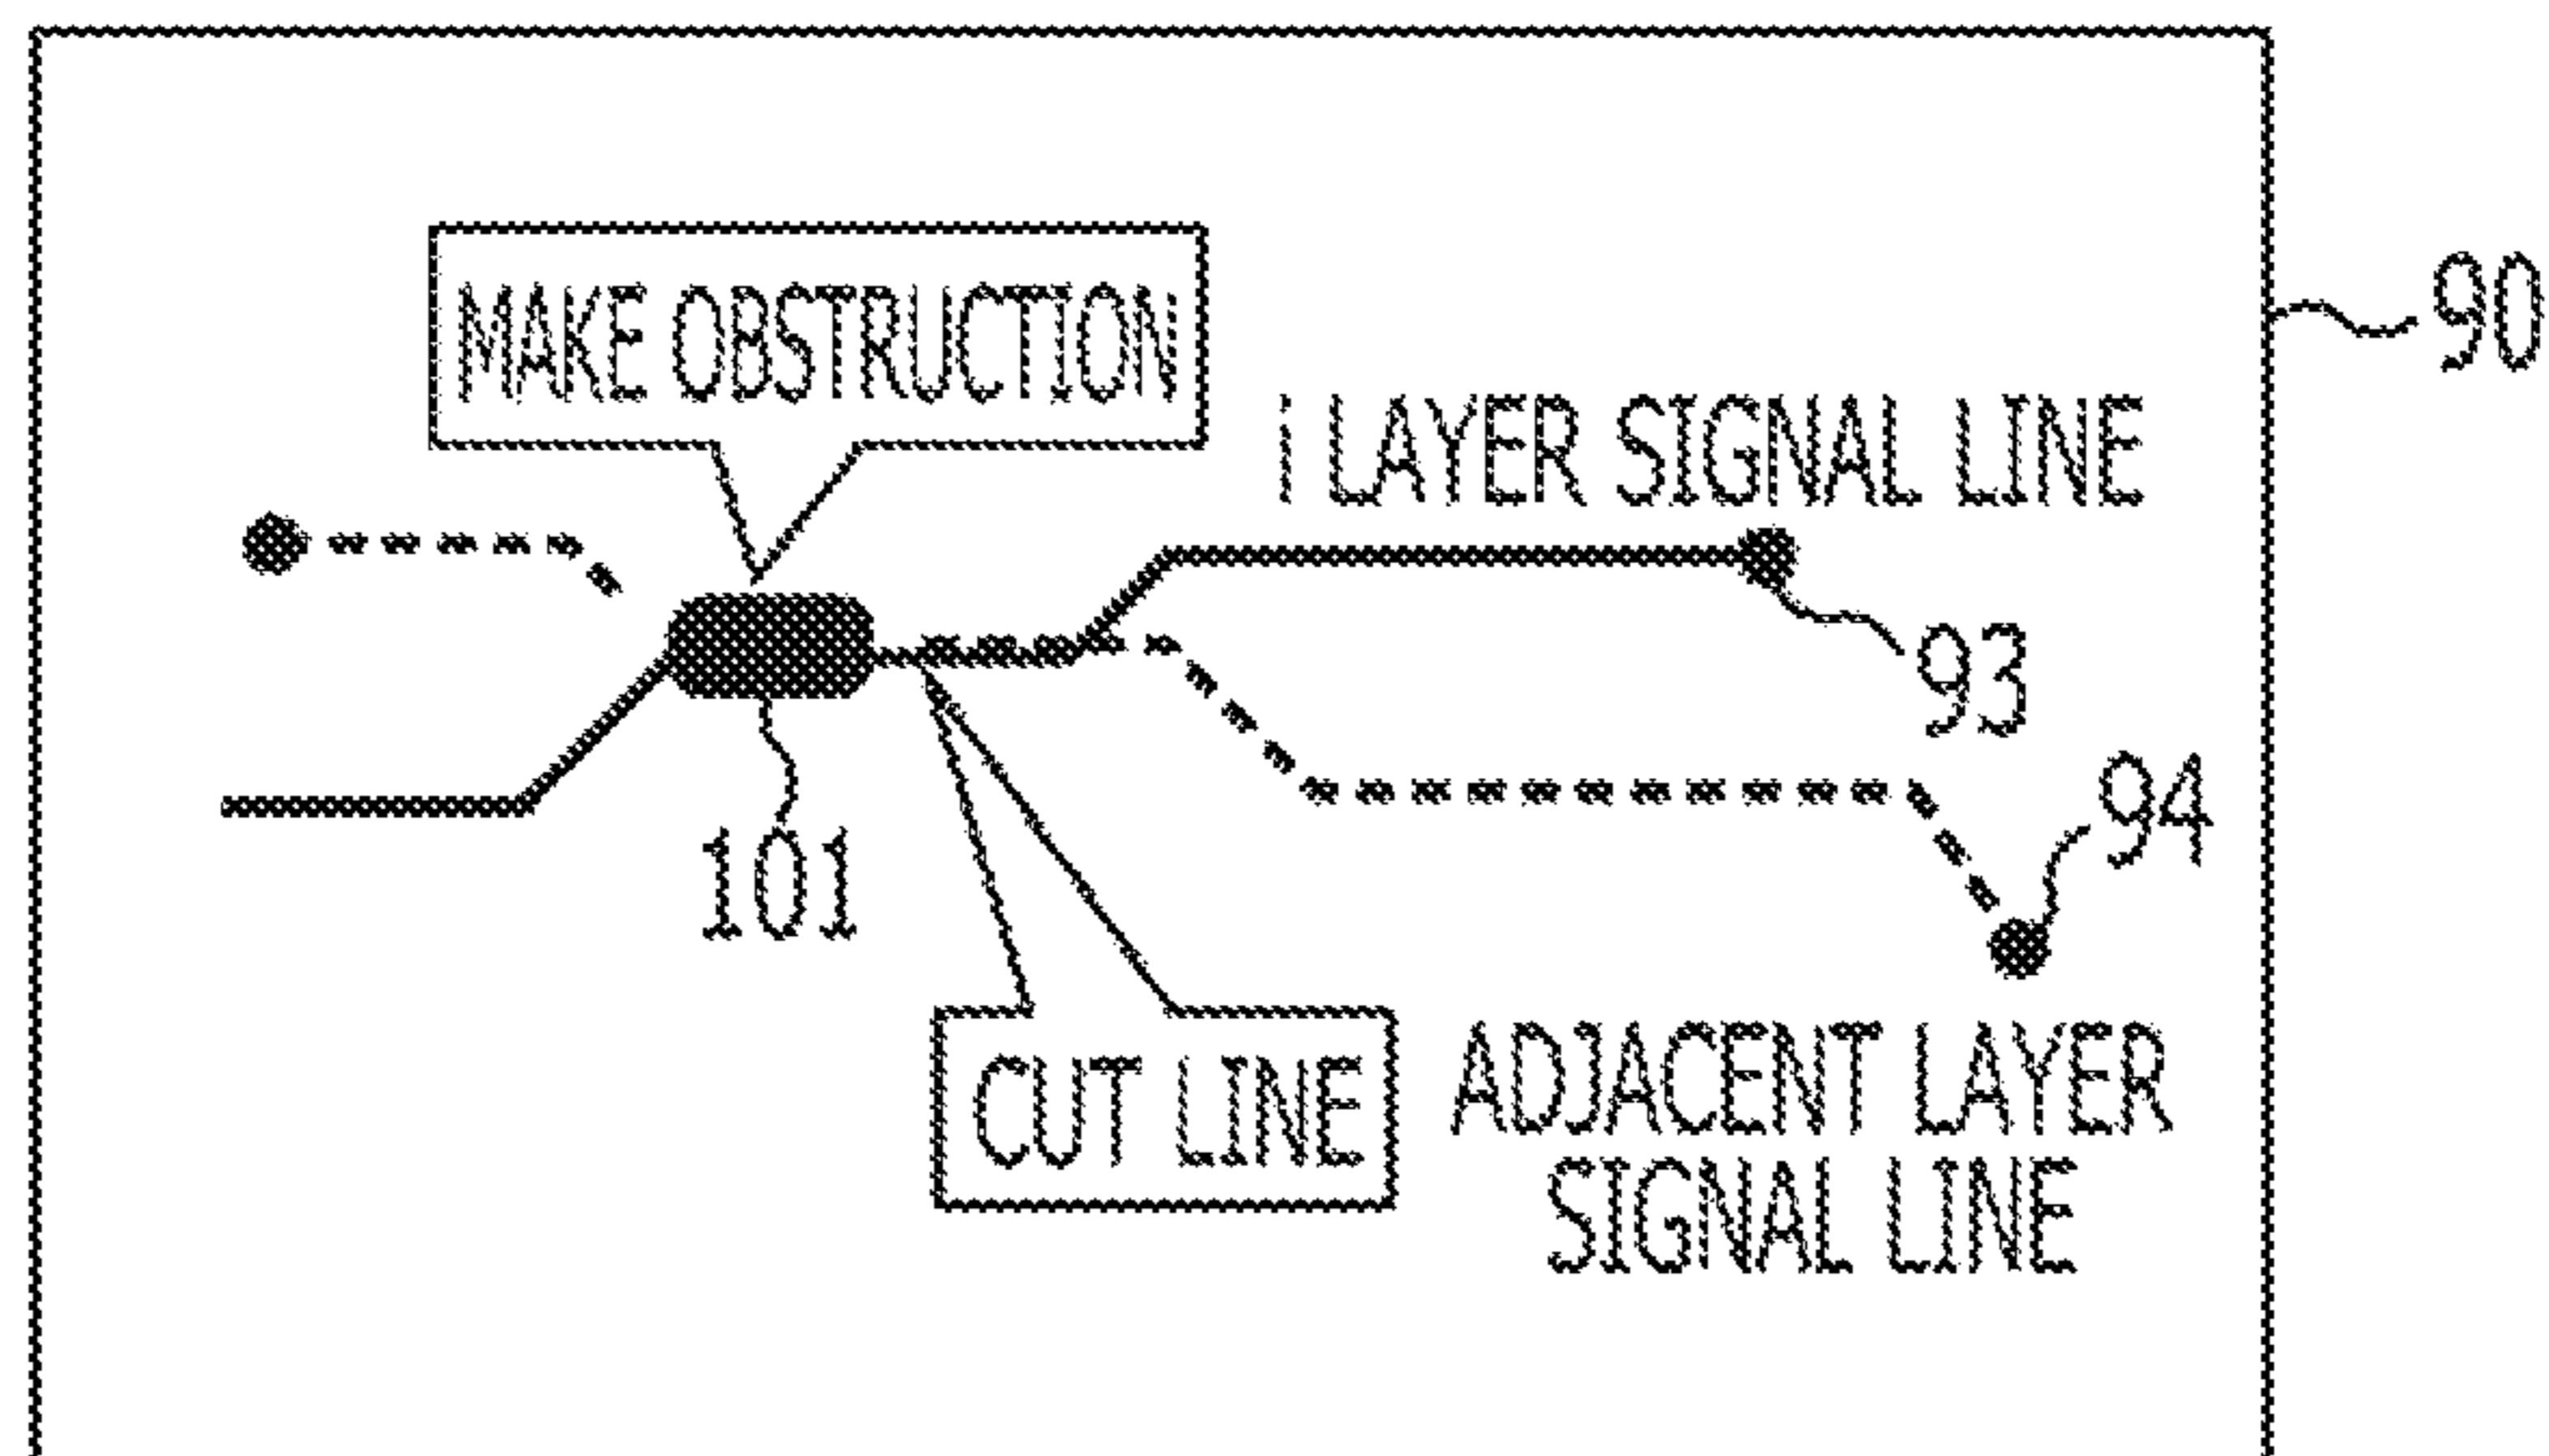 MAKE OBSTRUCTION
90
i LAYER SIGNAL LINE
93
94
101
CUT LINE
ADJACENT LAYER
SIGNAL LINE